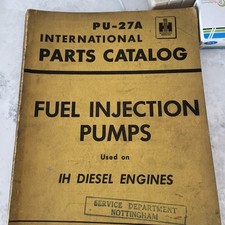 PU-27A
INTERNATIONAL
PARTS CATALOG
FUEL INJECTION
PUMPS
Used on
IH DIESEL ENGINES
SERVICE DEPARTMENT
NOTTINGHAM